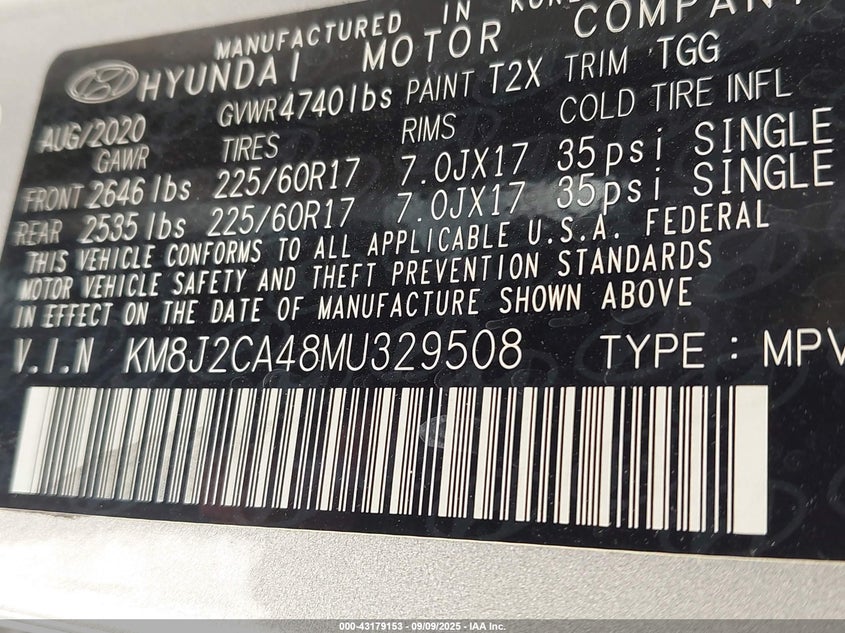 MANUFACTURED IN KOREA
HYUNDAI MOTOR COMPANY
AUG/2020 GVWR 4740lbs PAINT T2X TRIM TGG
GAWR TIRES RIMS COLD TIRE INFL
FRONT 2646 lbs 225/60R17 7.0JX17 35psi SINGLE
REAR 2535 lbs 225/60R17 7.0JX17 35psi SINGLE
THIS VEHICLE CONFORMS TO ALL APPLICABLE U.S.A. FEDERAL
MOTOR VEHICLE SAFETY AND THEFT PREVENTION STANDARDS
IN EFFECT ON THE DATE OF MANUFACTURE SHOWN ABOVE
V.I.N KM8J2CA48MU329508 TYPE : MPV
000-43179153 - 09/09/2025 - IAA Inc.